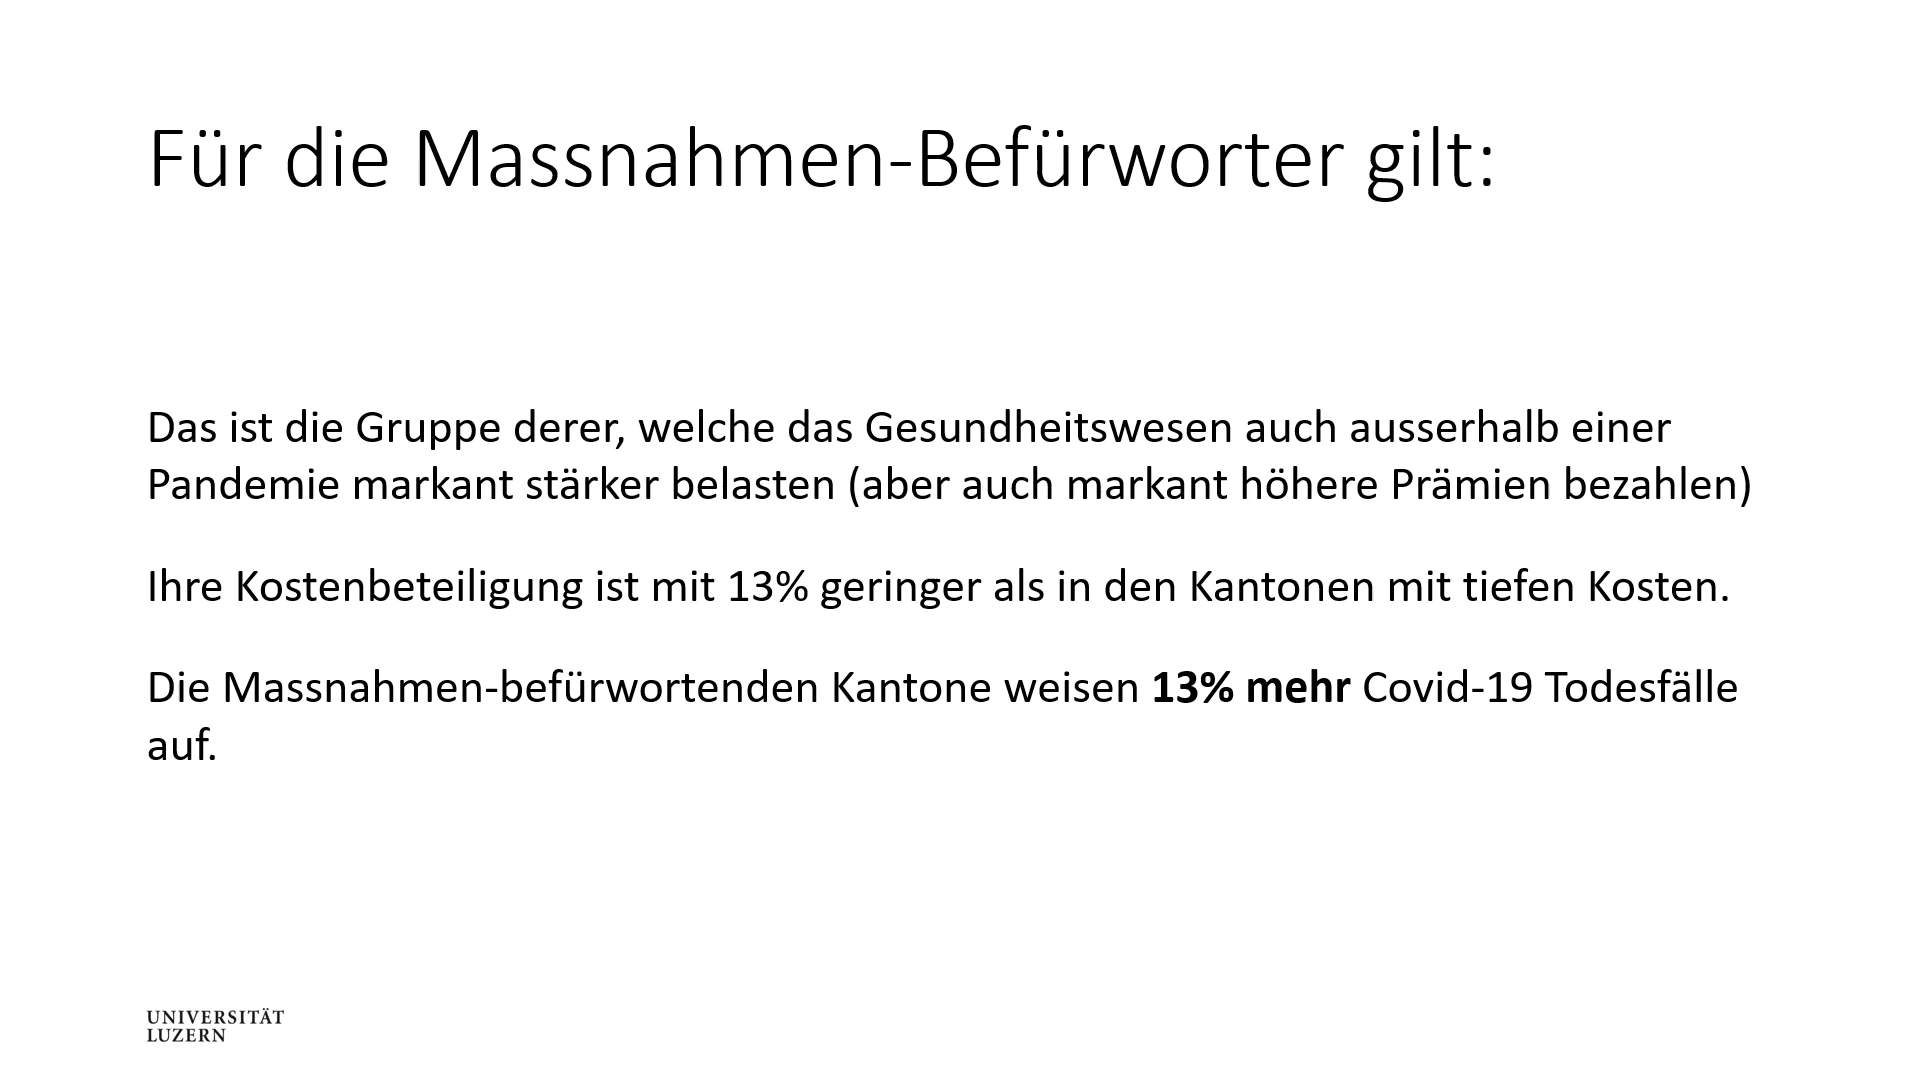 Für die Massnahmen-Befürworter gilt:
Das ist die Gruppe derer, welche das Gesundheitswesen auch ausserhalb einer
Pandemie markant stärker belasten (aber auch markant höhere Prämien bezahlen)
Ihre Kostenbeteiligung ist mit 13% geringer als in den Kantonen mit tiefen Kosten.
Die Massnahmen-befürwortenden Kantone weisen 13% mehr Covid-19 Todesfälle
auf.
UNIVERSITÄT
LUZERN